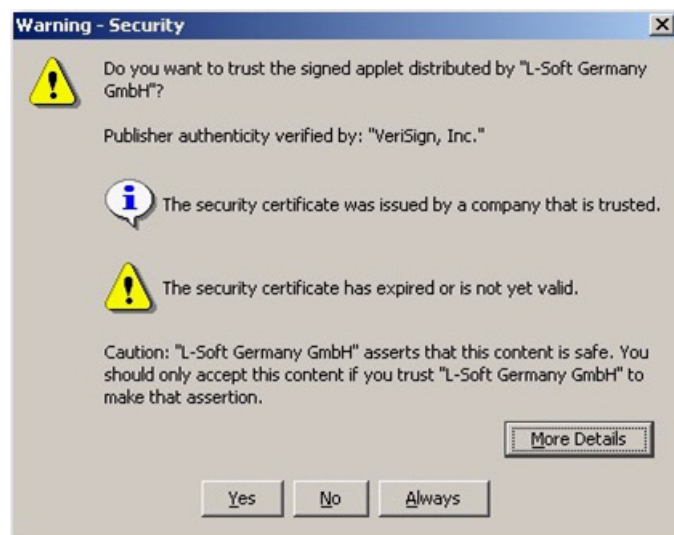 Warning - Security
Do you want to trust the signed applet distributed by "L-Soft Germany
GmbH"?
Publisher authenticity verified by: "VeriSign, Inc."
The security certificate was issued by a company that is trusted.
The security certificate has expired or is not yet valid.
Caution: "L-Soft Germany GmbH" asserts that this content is safe. You
should only accept this content if you trust "L-Soft Germany GmbH" to
make that assertion.
More Details
Yes No Always